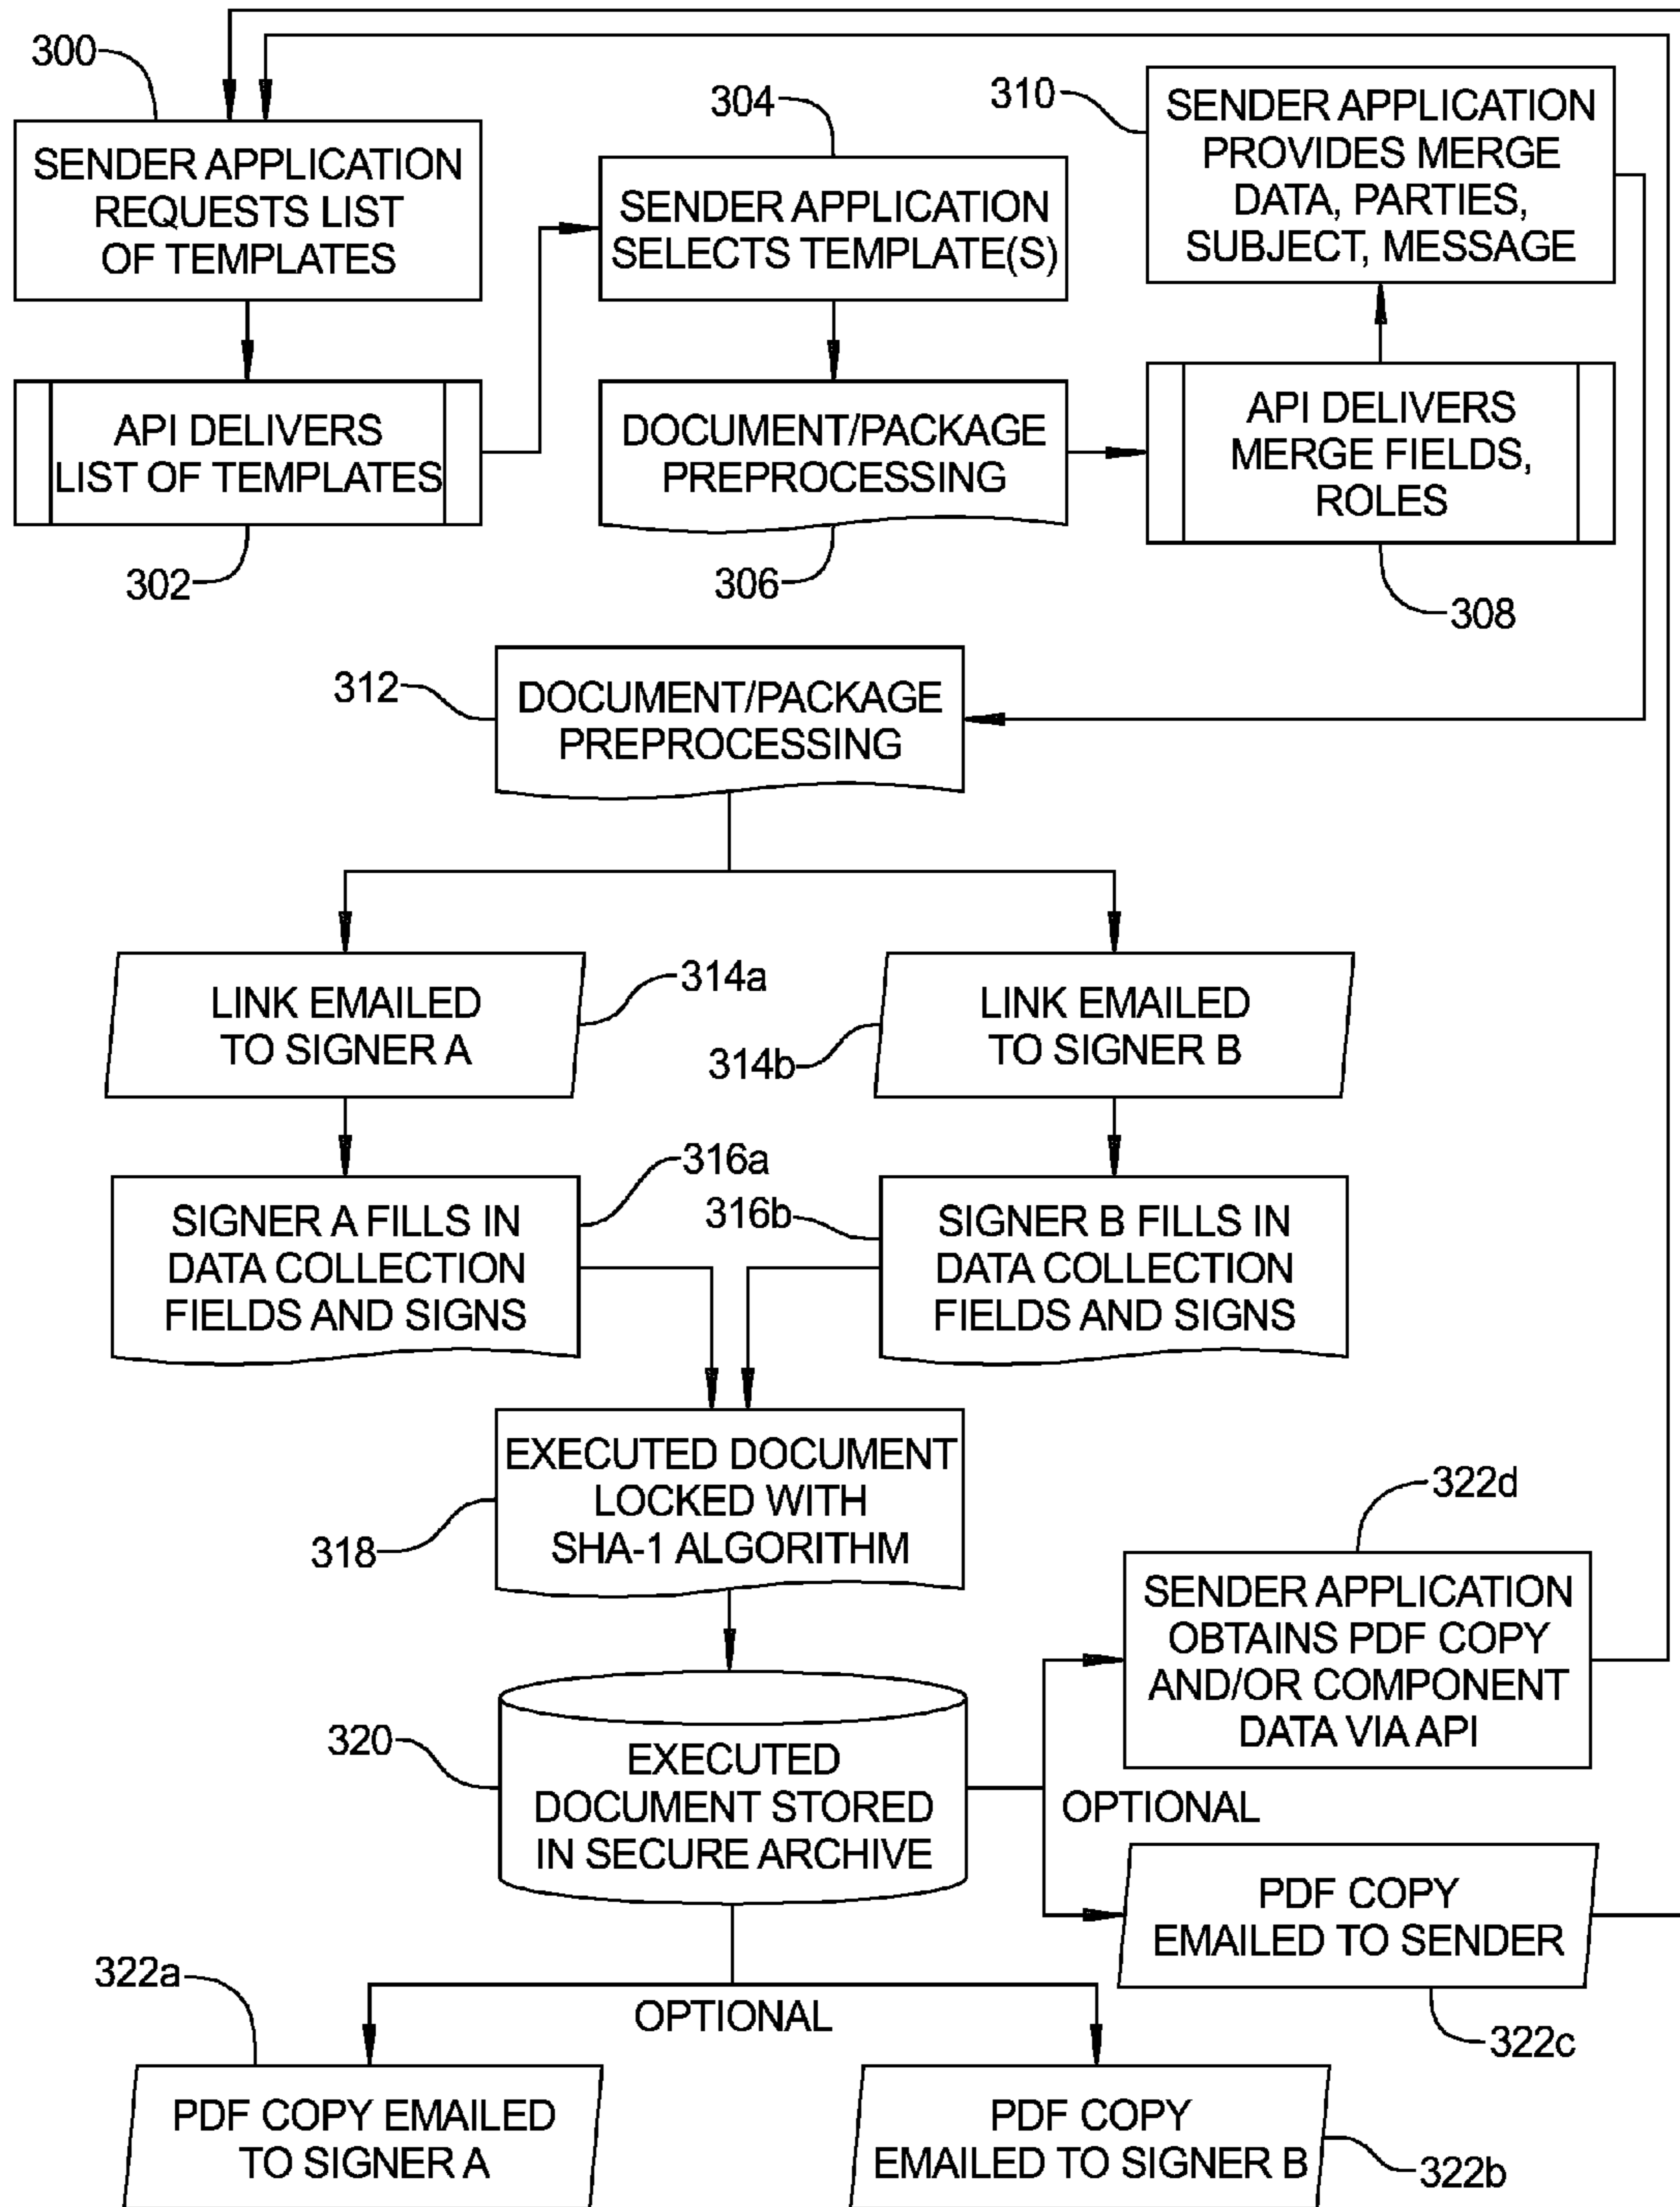 300
SENDER APPLICATION
REQUESTS LIST
OF TEMPLATES
API DELIVERS
LIST OF TEMPLATES
302
304
SENDER APPLICATION
SELECTS TEMPLATE(S)
DOCUMENT/PACKAGE
PREPROCESSING
306
310
SENDER APPLICATION
PROVIDES MERGE
DATA, PARTIES,
SUBJECT, MESSAGE
API DELIVERS
MERGE FIELDS,
ROLES
308
312
DOCUMENT/PACKAGE
PREPROCESSING
LINK EMAILED
TO SIGNER A
314a
314b
LINK EMAILED
TO SIGNER B
316a
SIGNER A FILLS IN
DATA COLLECTION
FIELDS AND SIGNS
316b
SIGNER B FILLS IN
DATA COLLECTION
FIELDS AND SIGNS
EXECUTED DOCUMENT
LOCKED WITH
SHA-1 ALGORITHM
318
320
EXECUTED
DOCUMENT STORED
IN SECURE ARCHIVE
322d
SENDER APPLICATION
OBTAINS PDF COPY
AND/OR COMPONENT
DATA VIA API
OPTIONAL
PDF COPY
EMAILED TO SENDER
322c
322a
OPTIONAL
PDF COPY EMAILED
TO SIGNER A
PDF COPY
EMAILED TO SIGNER B
322b